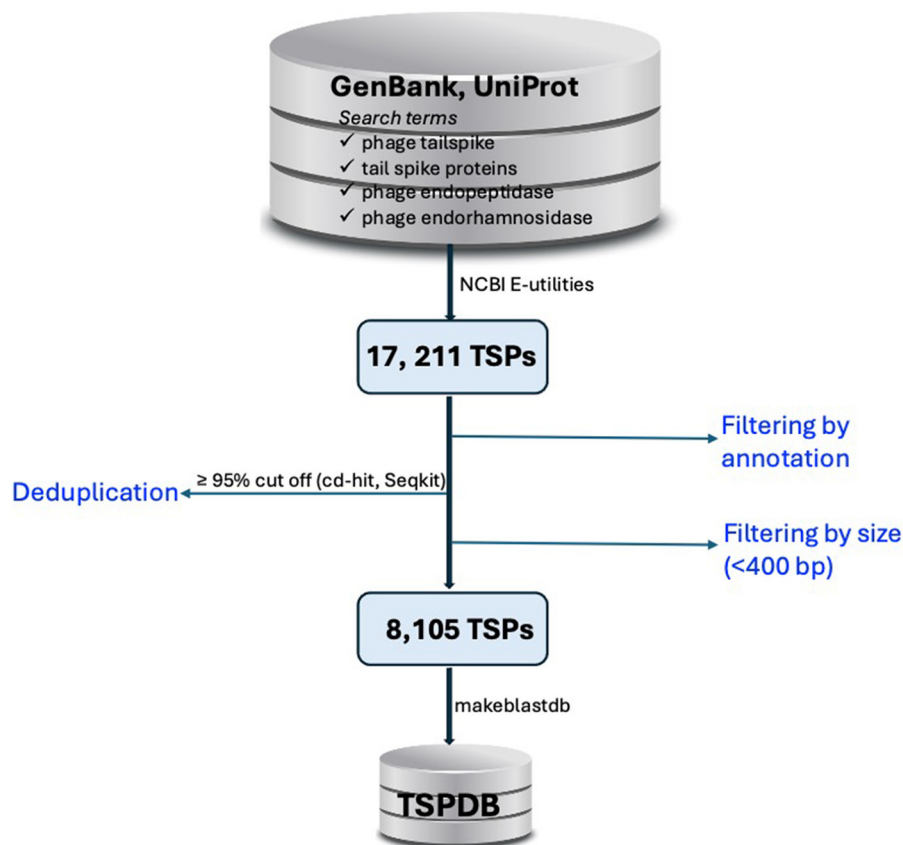 GenBank, UniProt
Search terms
✓ phage tailspike
✓ tail spike proteins
✓ phage endopeptidase
✓ phage endorhamnosidase
NCBI E-utilities
17, 211 TSPs
Filtering by
annotation
≥ 95% cut off (cd-hit, Seqkit)
Deduplication
Filtering by size
(<400 bp)
8,105 TSPs
makeblastdb
TSPDB